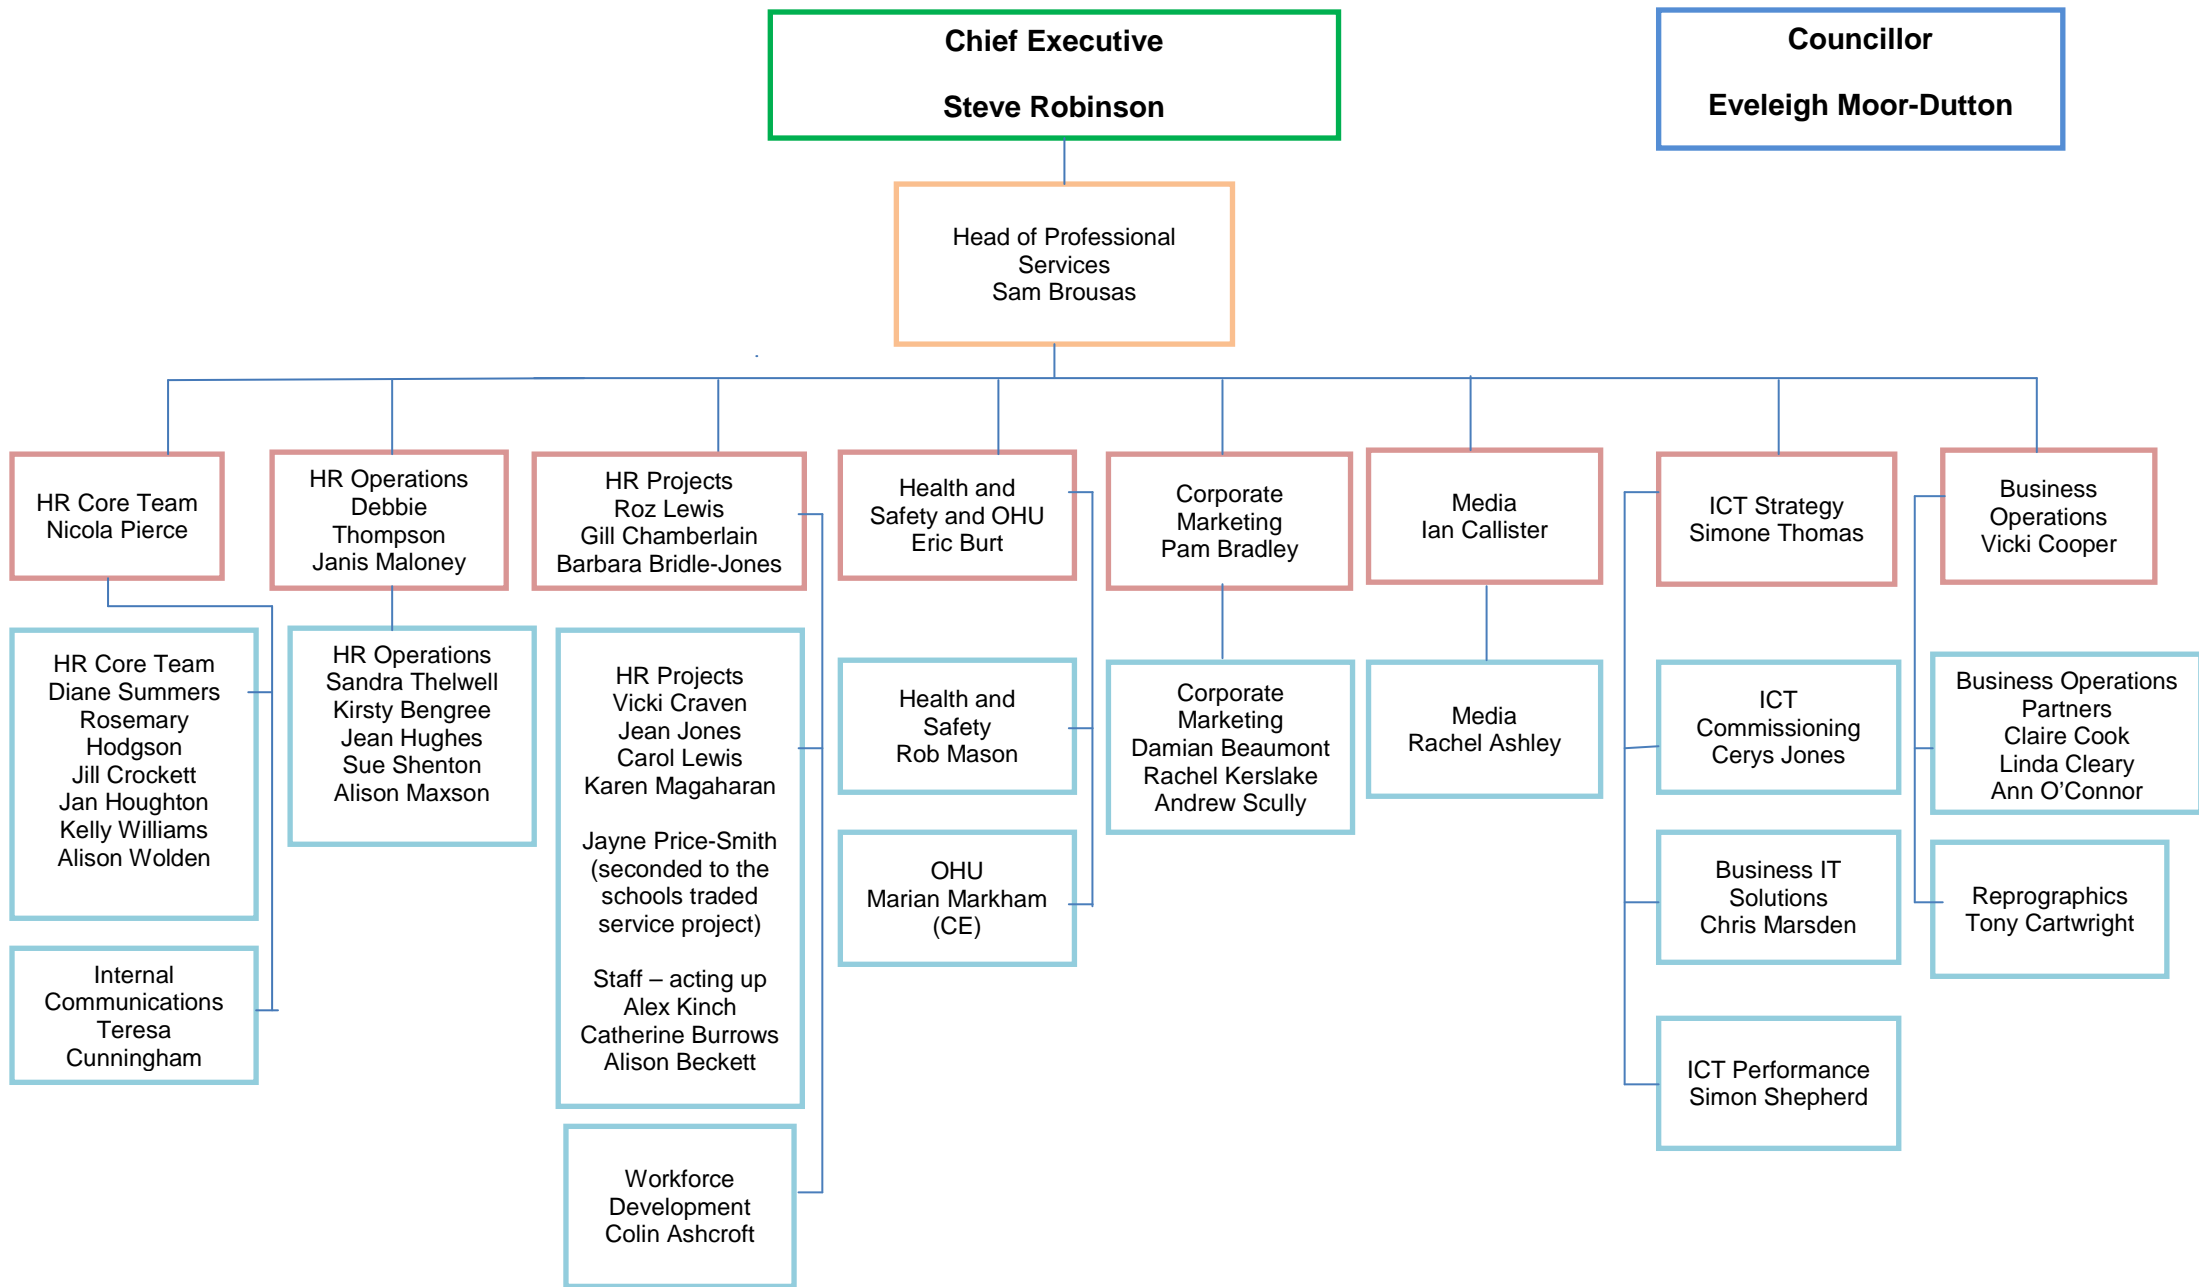 Chief Executive
Steve Robinson
Councillor
Eveleigh Moor-Dutton
Head of Professional
Services
Sam Brousas
HR Core Team
Nicola Pierce
HR Operations
Debbie
Thompson
Janis Maloney
HR Projects
Roz Lewis
Gill Chamberlain
Barbara Bridle-Jones
Health and
Safety and OHU
Eric Burt
Corporate
Marketing
Pam Bradley
Media
Ian Callister
ICT Strategy
Simone Thomas
Business
Operations
Vicki Cooper
HR Core Team
Diane Summers
Rosemary
Hodgson
Jill Crockett
Jan Houghton
Kelly Williams
Alison Wolden
HR Operations
Sandra Thelwell
Kirsty Bengree
Jean Hughes
Sue Shenton
Alison Maxson
HR Projects
Vicki Craven
Jean Jones
Carol Lewis
Karen Magaharan
Jayne Price-Smith
(seconded to the
schools traded
service project)
Staff – acting up
Alex Kinch
Catherine Burrows
Alison Beckett
Health and
Safety
Rob Mason
Corporate
Marketing
Damian Beaumont
Rachel Kerslake
Andrew Scully
Media
Rachel Ashley
ICT
Commissioning
Cerys Jones
Business Operations
Partners
Claire Cook
Linda Cleary
Ann O’Connor
OHU
Marian Markham
(CE)
Business IT
Solutions
Chris Marsden
Reprographics
Tony Cartwright
Internal
Communications
Teresa
Cunningham
ICT Performance
Simon Shepherd
Workforce
Development
Colin Ashcroft